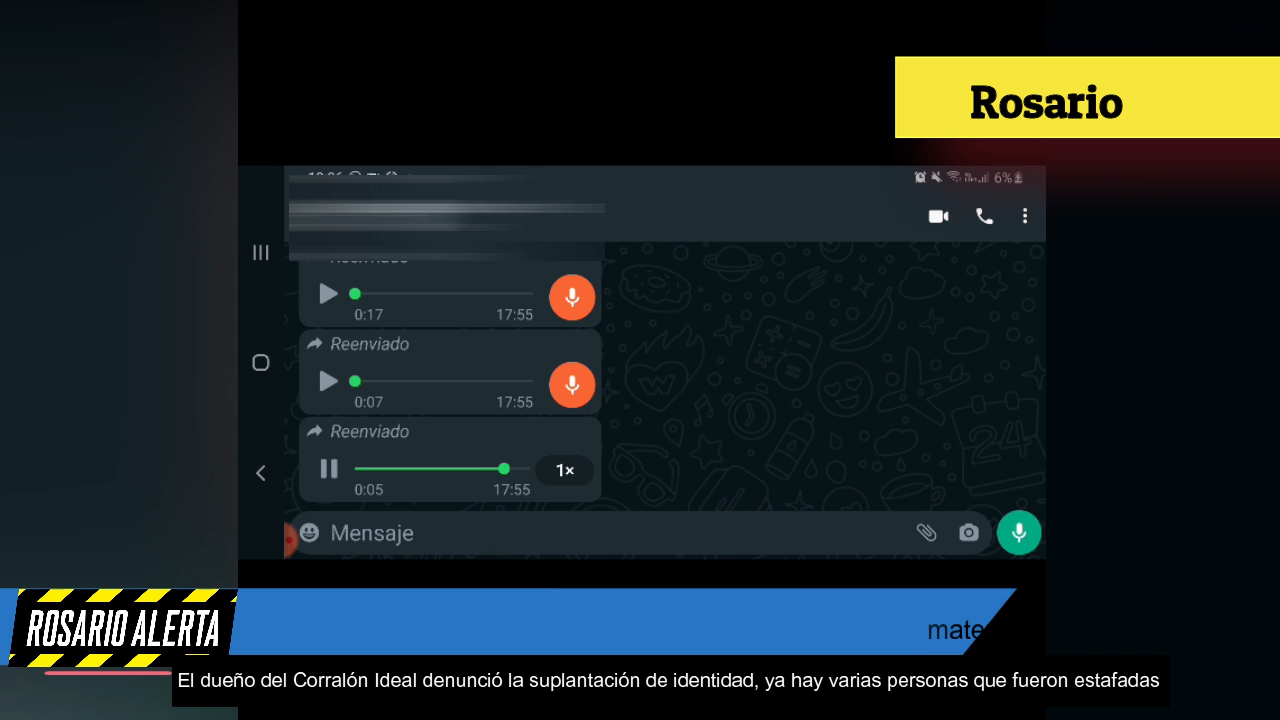 Rosario
6%
Reenviado
0:17 17:55
Reenviado
0:07 17:55
Reenviado
1×
0:05 17:55
Mensaje
24
mate
ROSARIO ALERTA
El dueño del Corralón Ideal denunció la suplantación de identidad, ya hay varias personas que fueron estafadas